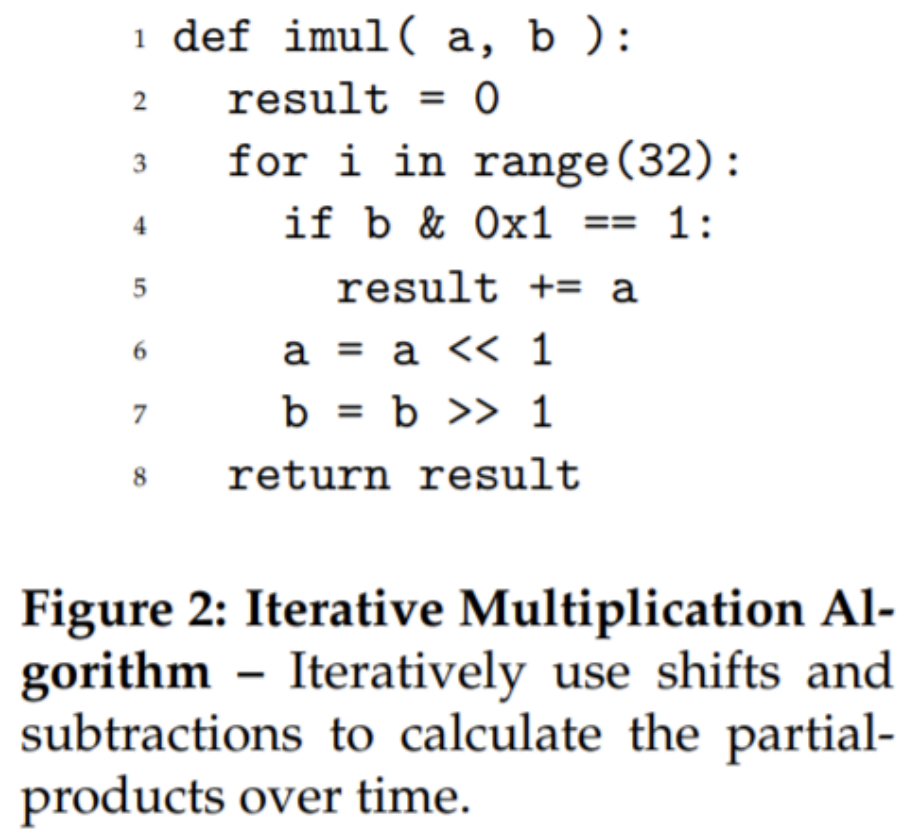 1 def imul( a, b ):
2   result = 0
3   for i in range(32):
4     if b & 0x1 == 1:
5       result += a
6     a = a << 1
7     b = b >> 1
8   return result
Figure 2: Iterative Multiplication Al-
gorithm – Iteratively use shifts and
subtractions to calculate the partial-
products over time.